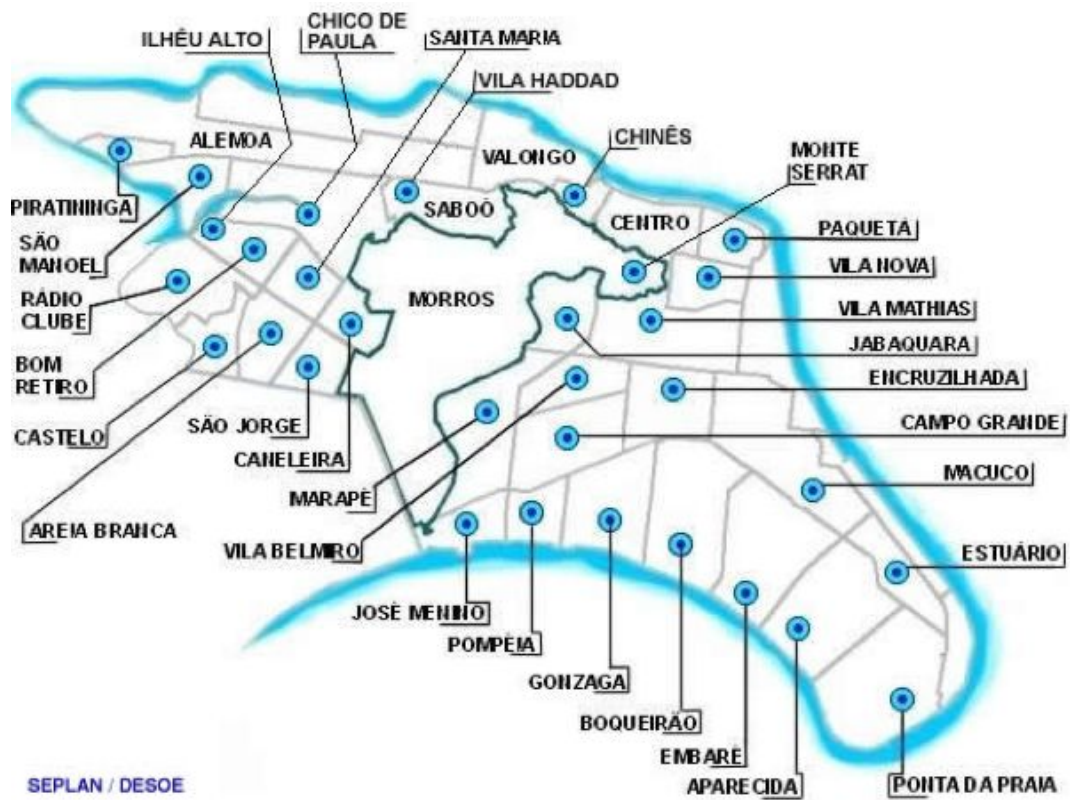 CHICO DE
PAULA
ILHÉU ALTO
SANTA MARIA
VILA HADDAD
ALEMOA
CHINÊS
VALONGO
MONTE
SERRAT
PIRATININGA
SABOÓ
CENTRO
PAQUETÁ
SÃO
MANOEL
VILA NOVA
RÁDIO
CLUBE
MORROS
VILA MATHIAS
JABAQUARA
BOM
RETIRO
ENCRUZILHADA
SÃO JORGE
CAMPO GRANDE
CASTELO
CANELEIRA
MACUCO
MARAPÉ
AREIA BRANCA
VILA BELMIRO
ESTUÁRIO
JOSÉ MENINO
POMPÉIA
GONZAGA
BOQUEIRÃO
EMBARÉ
APARECIDA
PONTA DA PRAIA
SEPLAN / DESOE